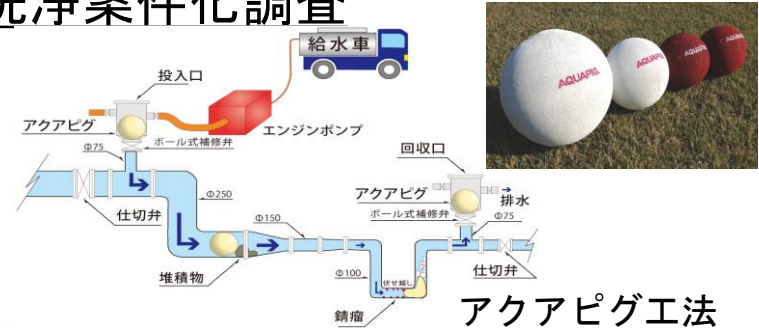 洗浄案件化調査
給水車
投入口
アクアピグ
エンジンポンプ
ボール式補修弁
Φ75
Φ250
仕切弁
堆積物
Φ150
Φ100
伏せ越し
錆瘤
回収口
アクアピグ
排水
ボール式補修弁
Φ75
仕切弁
AQUAPIG
AQUAPIG
AQUAPIG
AQUAPIG
アクアピグ工法